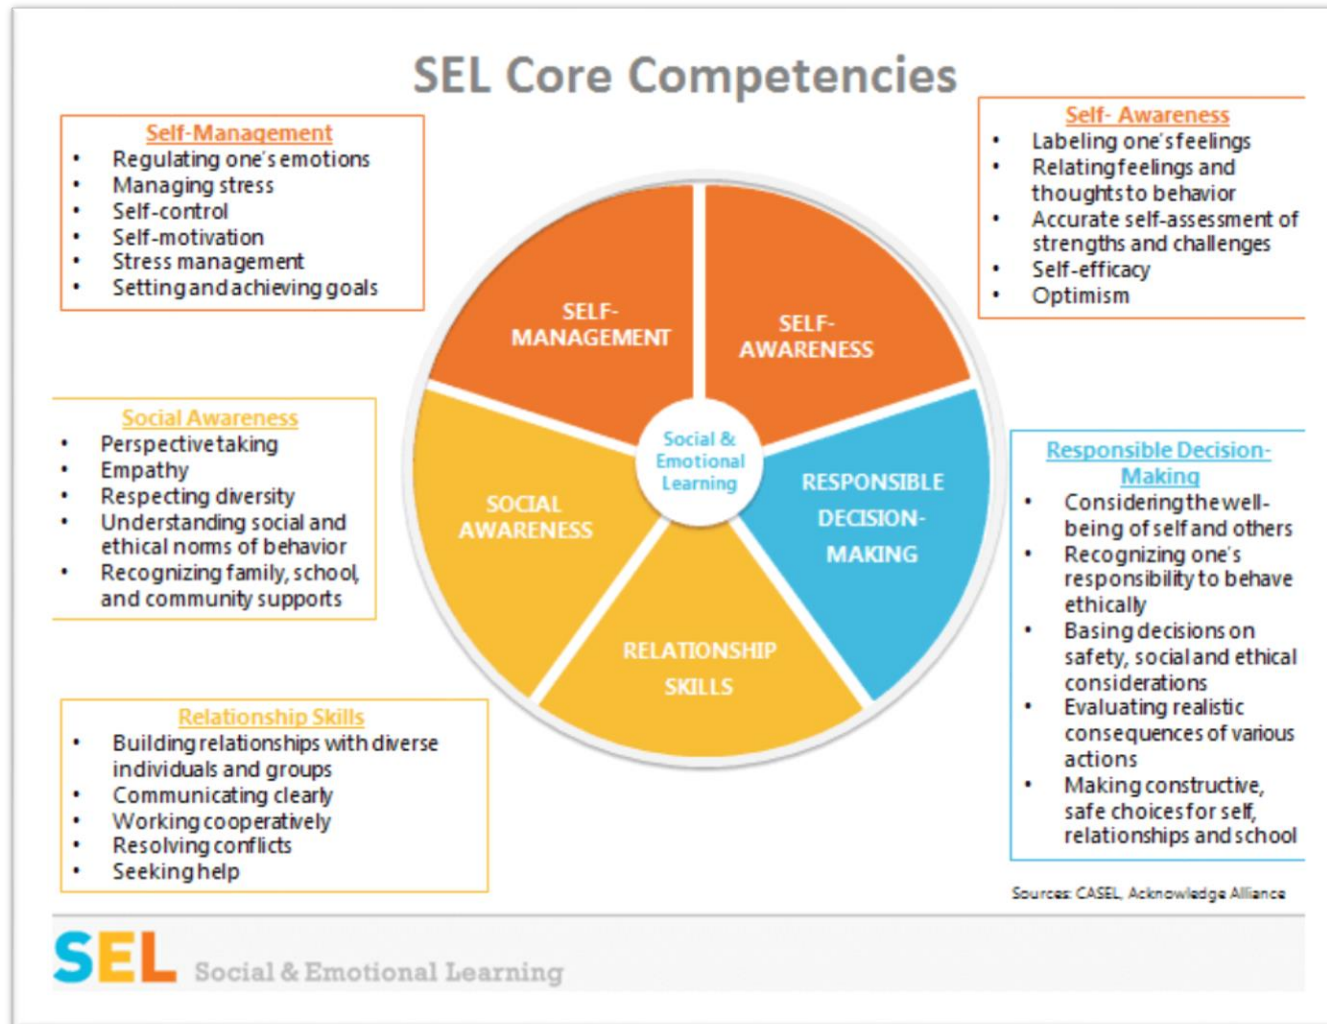 SEL Core Competencies
Self-Management
• Regulating one's emotions
• Managing stress
• Self-control
• Self-motivation
• Stress management
• Setting and achieving goals
Self- Awareness
• Labeling one's feelings
• Relating feelings and
thoughts to behavior
• Accurate self-assessment of
strengths and challenges
• Self-efficacy
• Optimism
SELF-
MANAGEMENT
SELF-
AWARENESS
Social &
Emotional
Learning
SOCIAL
AWARENESS
RESPONSIBLE
DECISION-
MAKING
RELATIONSHIP
SKILLS
Social Awareness
• Perspective taking
• Empathy
• Respecting diversity
• Understanding social and
ethical norms of behavior
• Recognizing family, school,
and community supports
Responsible Decision-
Making
• Considering the well-
being of self and others
• Recognizing one's
responsibility to behave
ethically
• Basing decisions on
safety, social and ethical
considerations
• Evaluating realistic
consequences of various
actions
• Making constructive,
safe choices for self,
relationships and school
Relationship Skills
• Building relationships with diverse
individuals and groups
• Communicating clearly
• Working cooperatively
• Resolving conflicts
• Seeking help
Sources: CASEL, Acknowledge Alliance
SEL Social & Emotional Learning